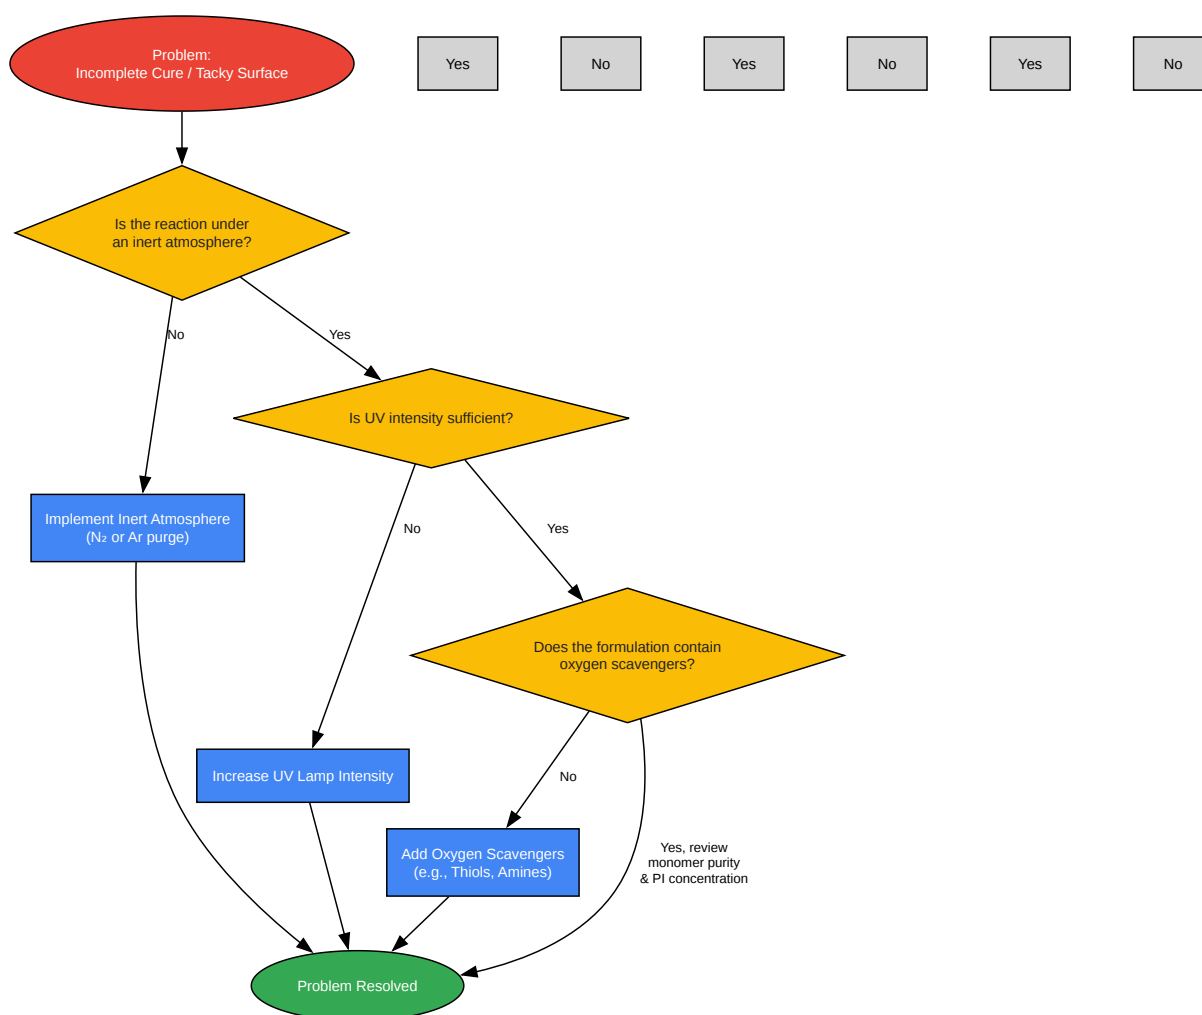 Problem:
Incomplete Cure / Tacky Surface
Yes
No
Yes
No
Yes
No
Is the reaction under
an inert atmosphere?
No
Yes
Is UV intensity sufficient?
Implement Inert Atmosphere
(N₂ or Ar purge)
No
Yes
Does the formulation contain
oxygen scavengers?
Increase UV Lamp Intensity
No
Add Oxygen Scavengers
(e.g., Thiols, Amines)
Yes, review
monomer purity
& PI concentration
Problem Resolved